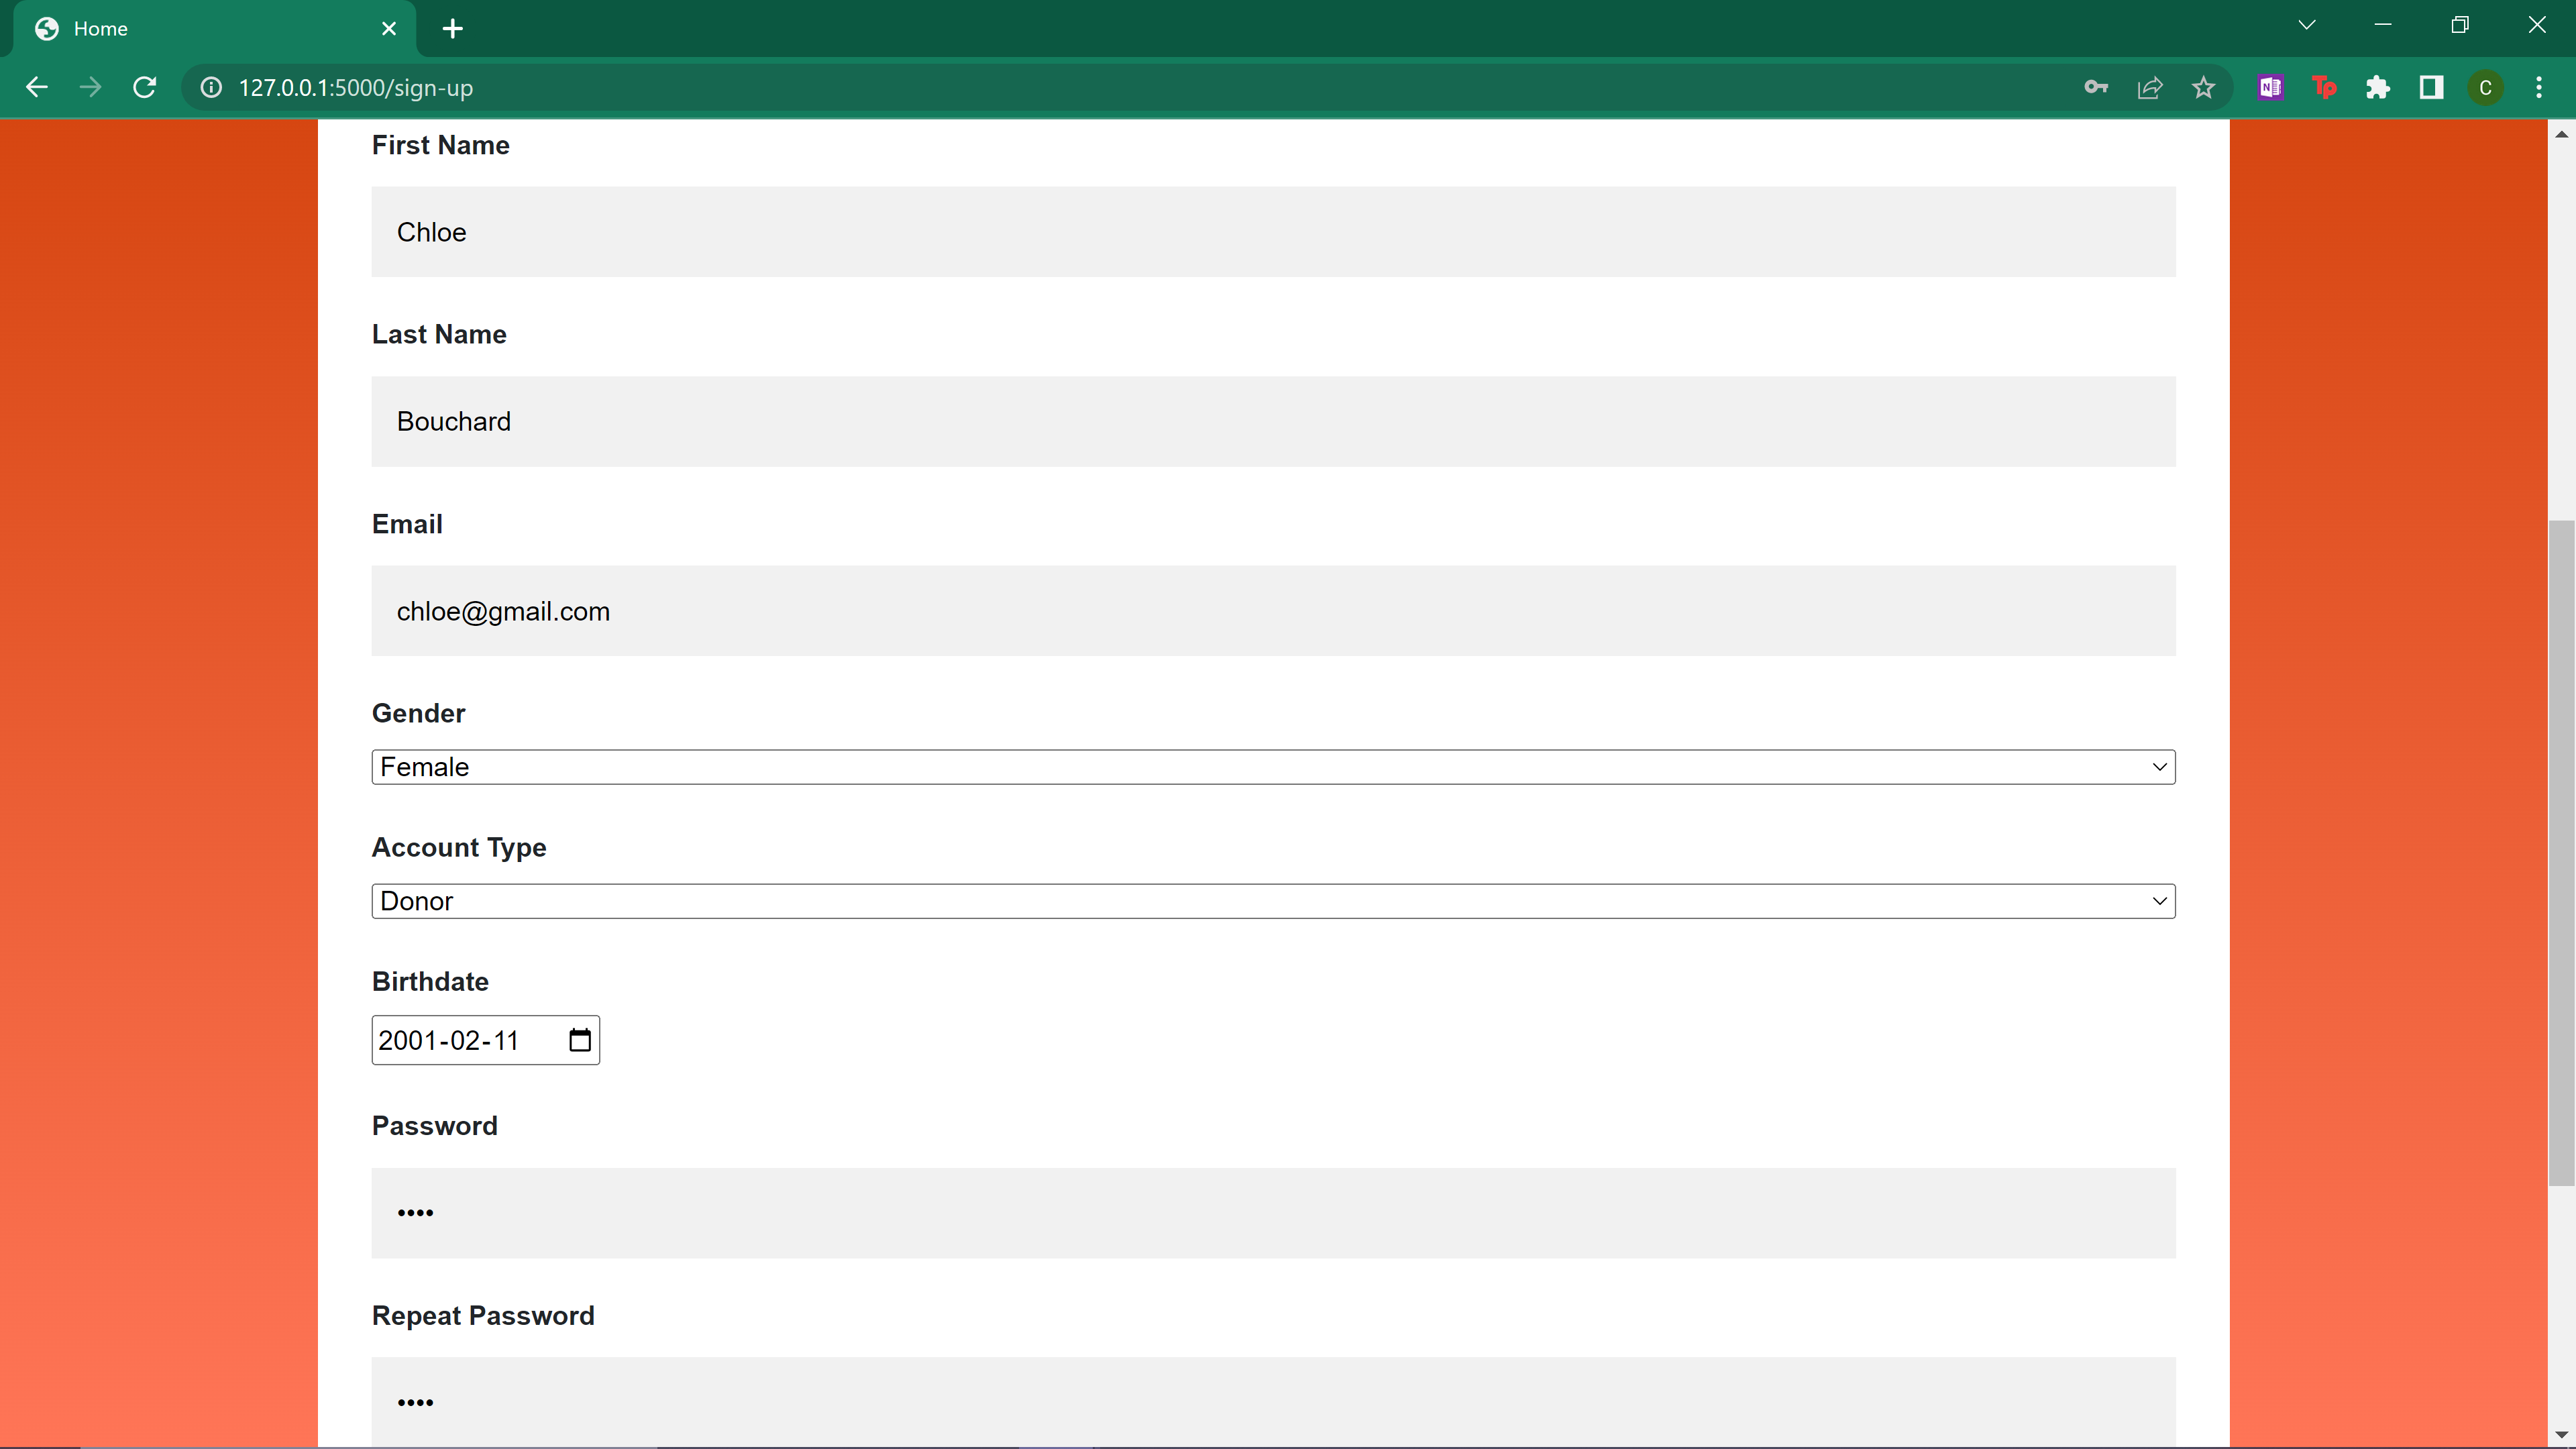 Home
127.0.0.1:5000/sign-up
N
Tp
C
First Name
Chloe
Last Name
Bouchard
Email
chloe@gmail.com
Gender
Female
Account Type
Donor
Birthdate
2001-02-11
Password
••••
Repeat Password
••••